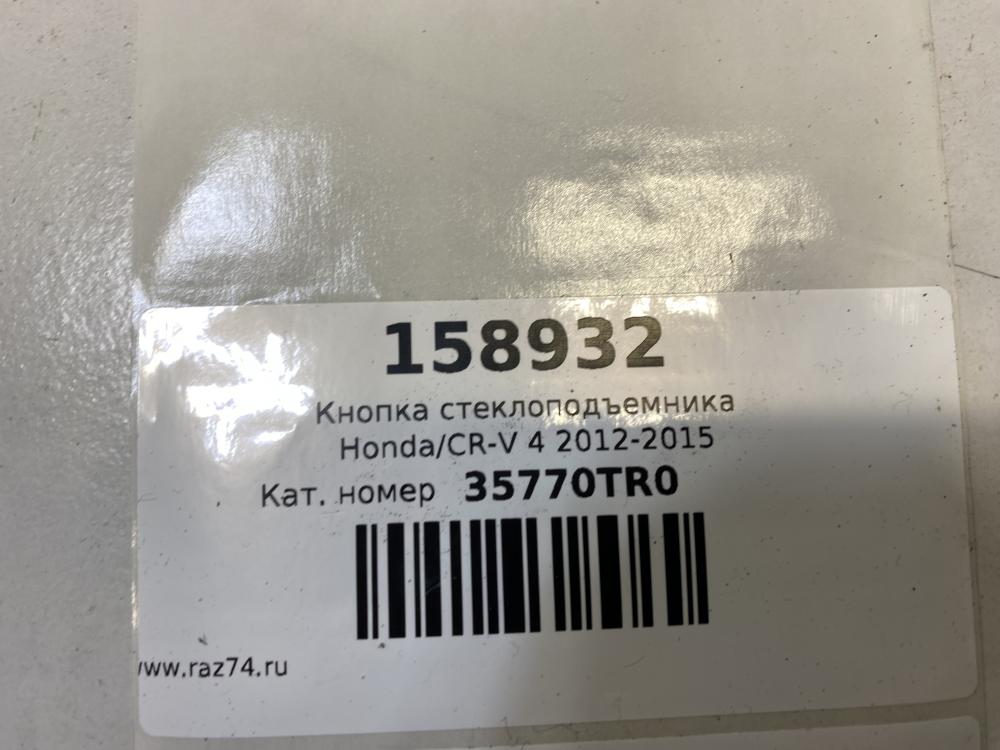 158932
Кнопка стеклоподъемника
Honda/CR-V 4 2012-2015
Кат. номер 35770TR0
www.raz74.ru